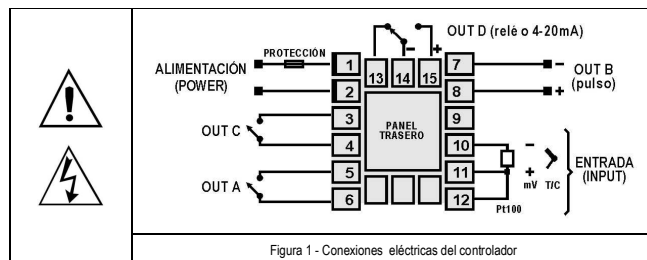 OUT D (relé o 4-20mA)
PROTECCIÓN
ALIMENTACIÓN
(POWER)
1
2
3
4
5
6
13
14
15
– +
7
8
9
10
11
12
– OUT B
+ (pulso)
OUT C
OUT A
PANEL
TRASERO
–
+
mV T/C
Pt100
ENTRADA
(INPUT)
Figura 1 - Conexiones eléctricas del controlador